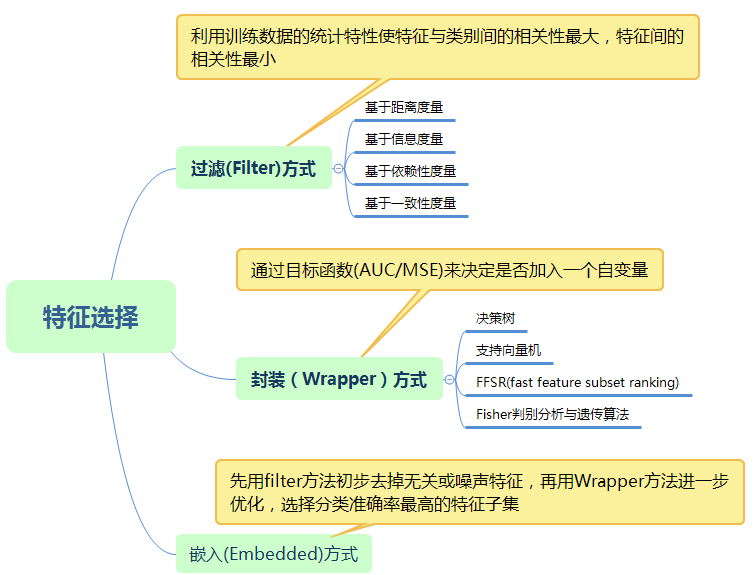 利用训练数据的统计特性使特征与类别间的相关性最大，特征间的
相关性最小
基于距离度量
基于信息度量
过滤(Filter)方式
基于依赖性度量
基于一致性度量
通过目标函数(AUC/MSE)来决定是否加入一个自变量
特征选择
决策树
支持向量机
封装（Wrapper）方式
FFSR(fast feature subset ranking)
Fisher判别分析与遗传算法
先用filter方法初步去掉无关或噪声特征，再用Wrapper方法进一步
优化，选择分类准确率最高的特征子集
嵌入(Embedded)方式